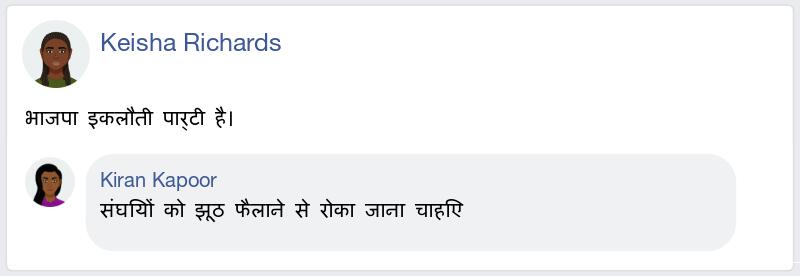 Keisha Richards
भाजपा इकलौती पार्टी है।
Kiran Kapoor
संघियों को झूठ फैलाने से रोका जाना चाहिए